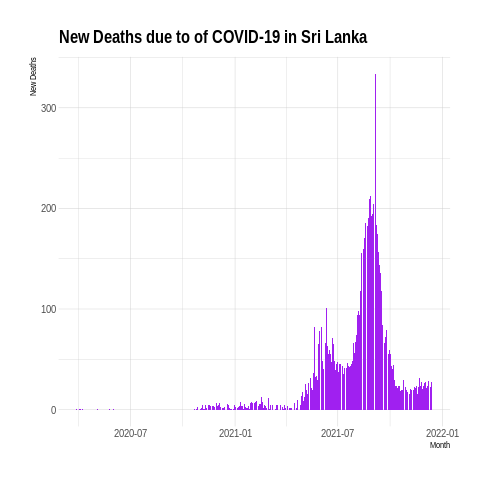 New Deaths due to of COVID-19 in Sri Lanka
New Deaths
300
200
100
0
2020-07
2021-01
2021-07
2022-01
Month